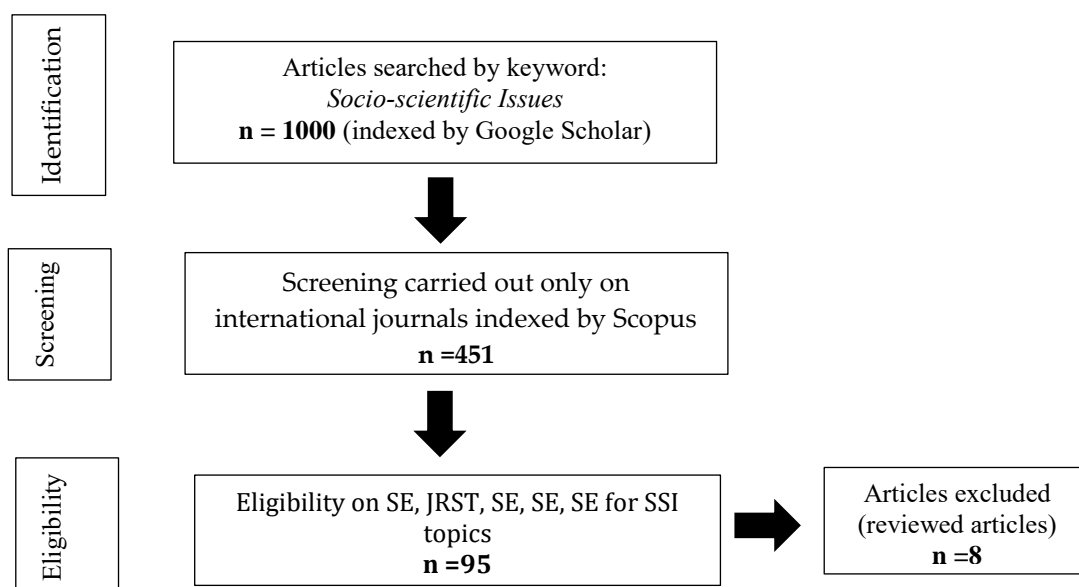 Identification
Articles searched by keyword:
Socio-scientific Issues
n = 1000 (indexed by Google Scholar)
Screening
Screening carried out only on
international journals indexed by Scopus
n =451
Eligibility
Eligibility on SE, JRST, SE, SE, SE for SSI
topics
n =95
Articles excluded
(reviewed articles)
n =8